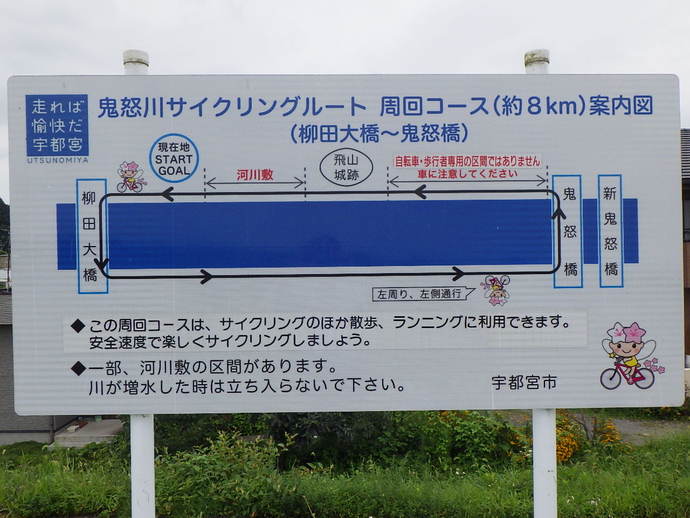 走れば
愉快だ
宇都宮
UTSUNOMIYA
鬼怒川サイクリングルート 周回コース(約8km)案内図
(柳田大橋〜鬼怒橋)
現在地
START
GOAL
河川敷
飛山
城跡
自転車・歩行者専用の区間ではありません
車に注意してください
柳田大橋
鬼怒橋
新鬼怒橋
左周り、左側通行
◆この周回コースは、サイクリングのほか散歩、ランニングに利用できます。
安全速度で楽しくサイクリングしましょう。
◆一部、河川敷の区間があります。
川が増水した時は立ち入らないで下さい。
宇都宮市